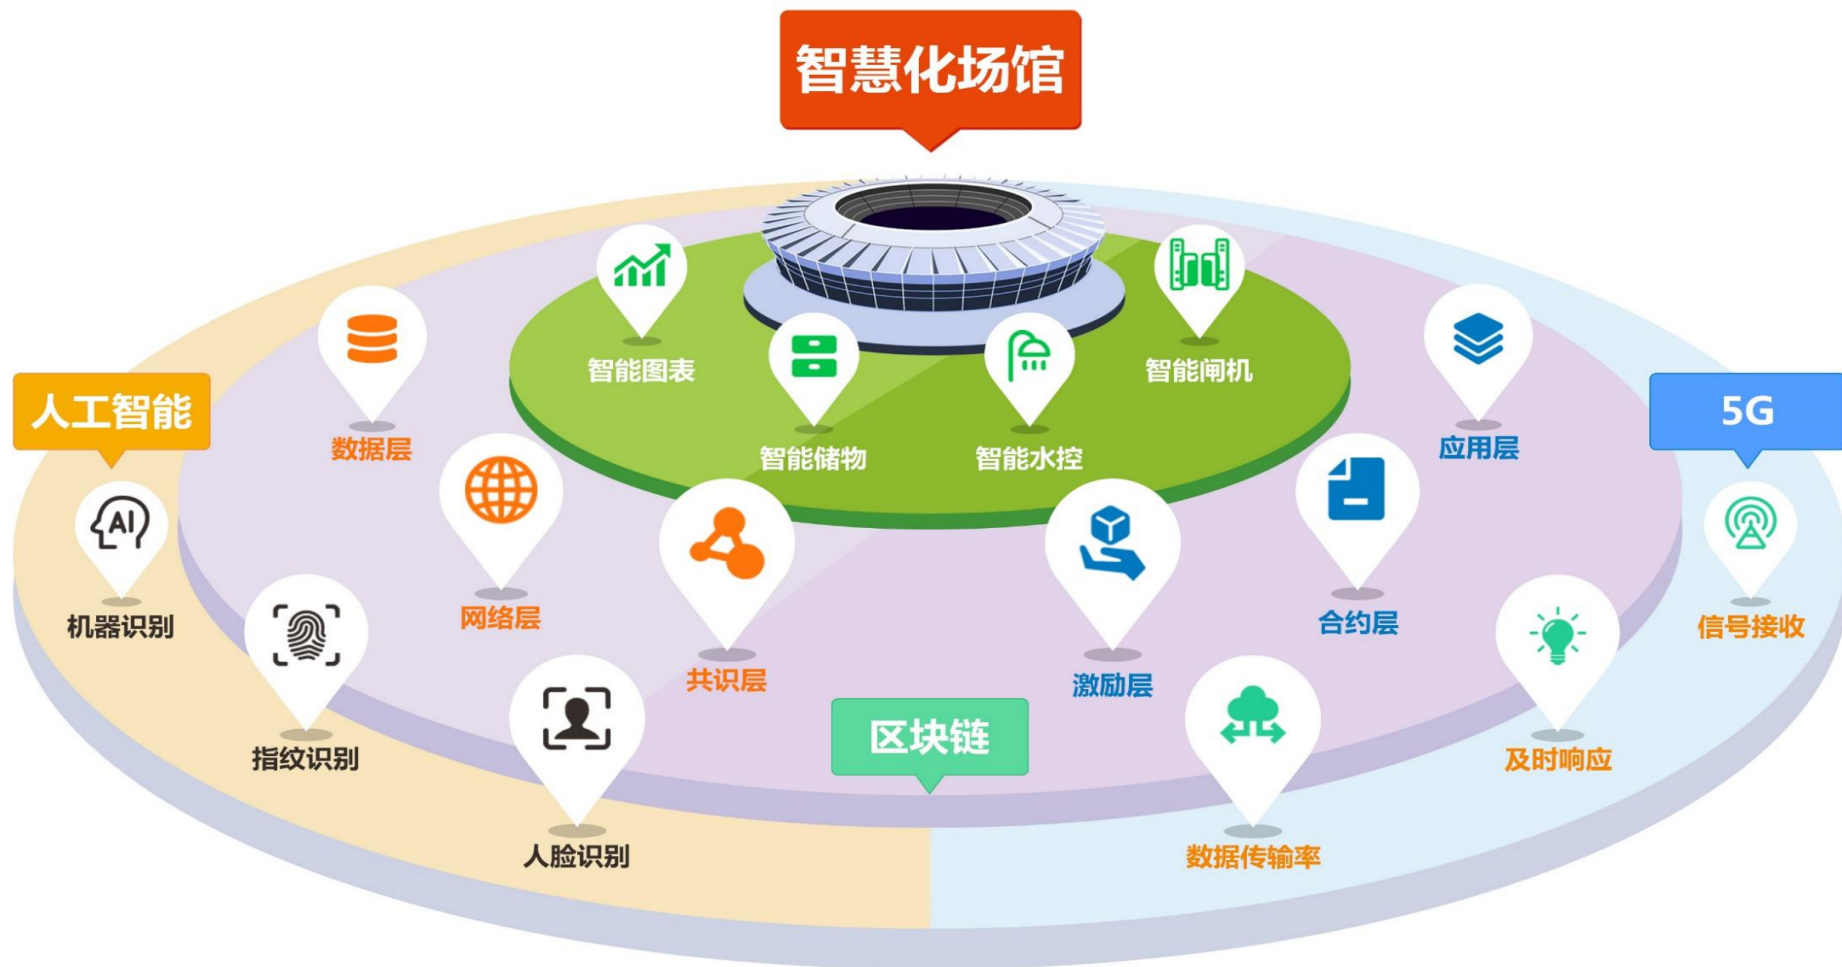 智慧化场馆
智能图表
智能储物
智能水控
智能闸机
数据层
网络层
共识层
激励层
合约层
应用层
区块链
人工智能
AI
机器识别
指纹识别
人脸识别
5G
信号接收
及时响应
数据传输率